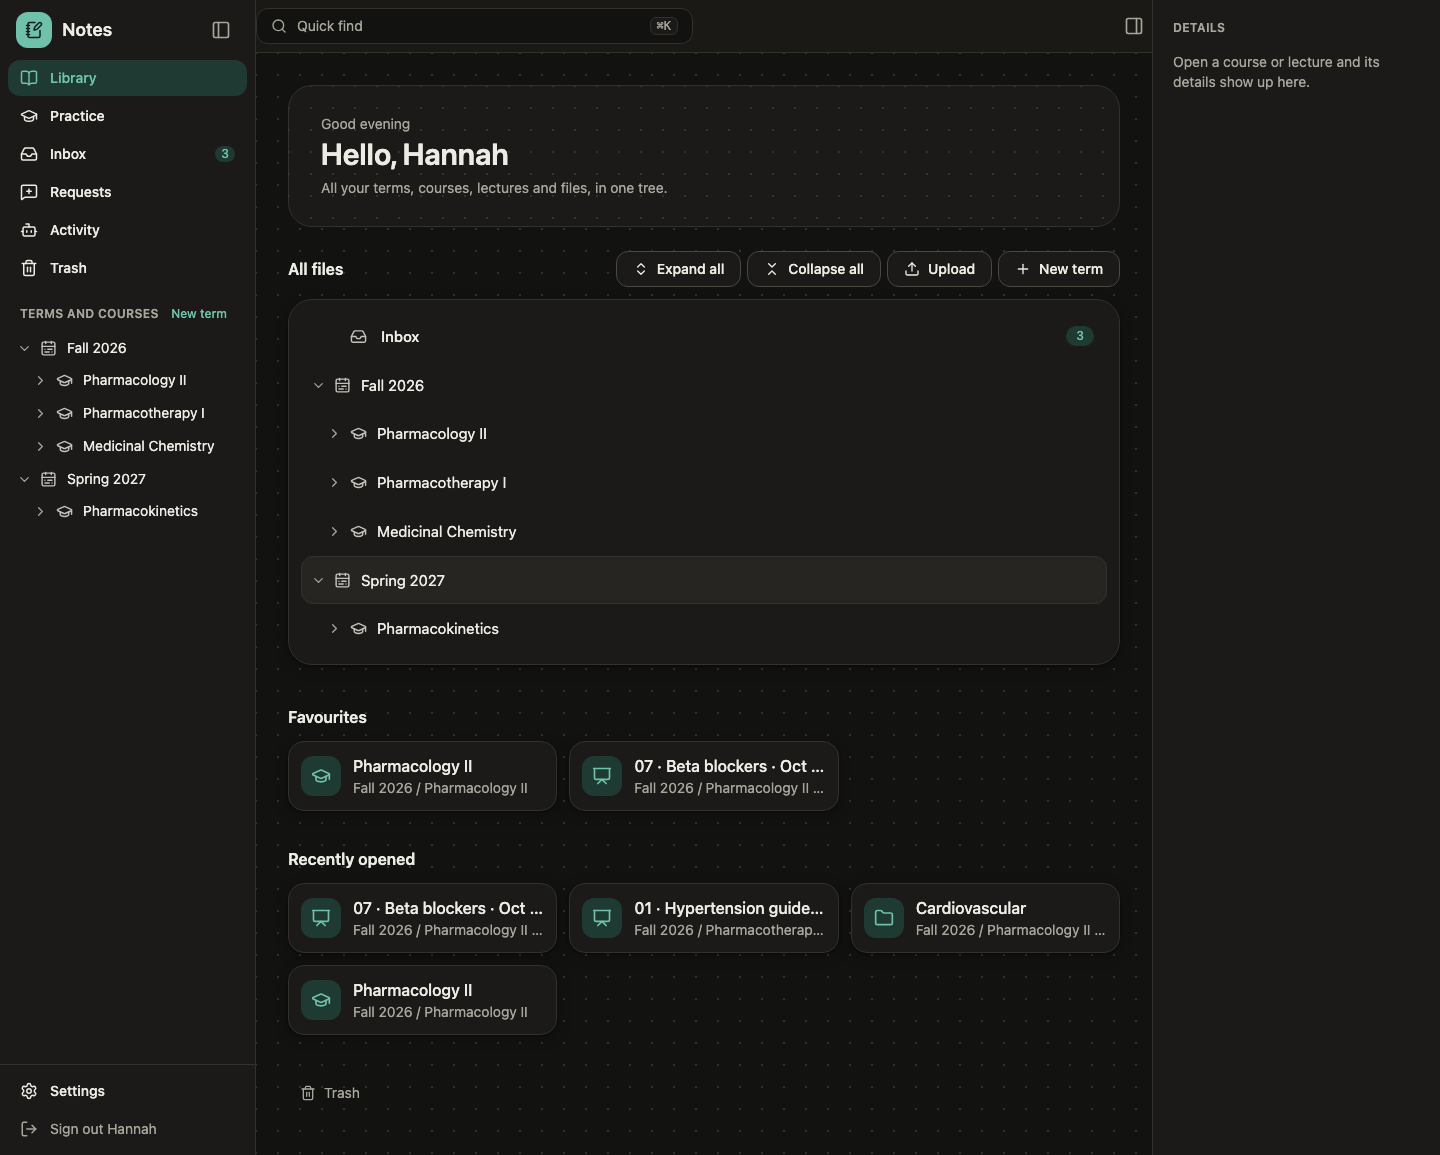 Notes
Library
Practice
Inbox 3
Requests
Activity
Trash
TERMS AND COURSES New term
Fall 2026
Pharmacology II
Pharmacotherapy I
Medicinal Chemistry
Spring 2027
Pharmacokinetics
Settings
Sign out Hannah
Quick find ⌘K
Good evening
Hello, Hannah
All your terms, courses, lectures and files, in one tree.
All files
Expand all
Collapse all
Upload
New term
Inbox 3
Fall 2026
Pharmacology II
Pharmacotherapy I
Medicinal Chemistry
Spring 2027
Pharmacokinetics
Favourites
Pharmacology II
Fall 2026 / Pharmacology II
07 · Beta blockers · Oct ...
Fall 2026 / Pharmacology II ...
Recently opened
07 · Beta blockers · Oct ...
Fall 2026 / Pharmacology II ...
01 · Hypertension guide...
Fall 2026 / Pharmacotherap...
Cardiovascular
Fall 2026 / Pharmacology II ...
Pharmacology II
Fall 2026 / Pharmacology II
Trash
DETAILS
Open a course or lecture and its
details show up here.